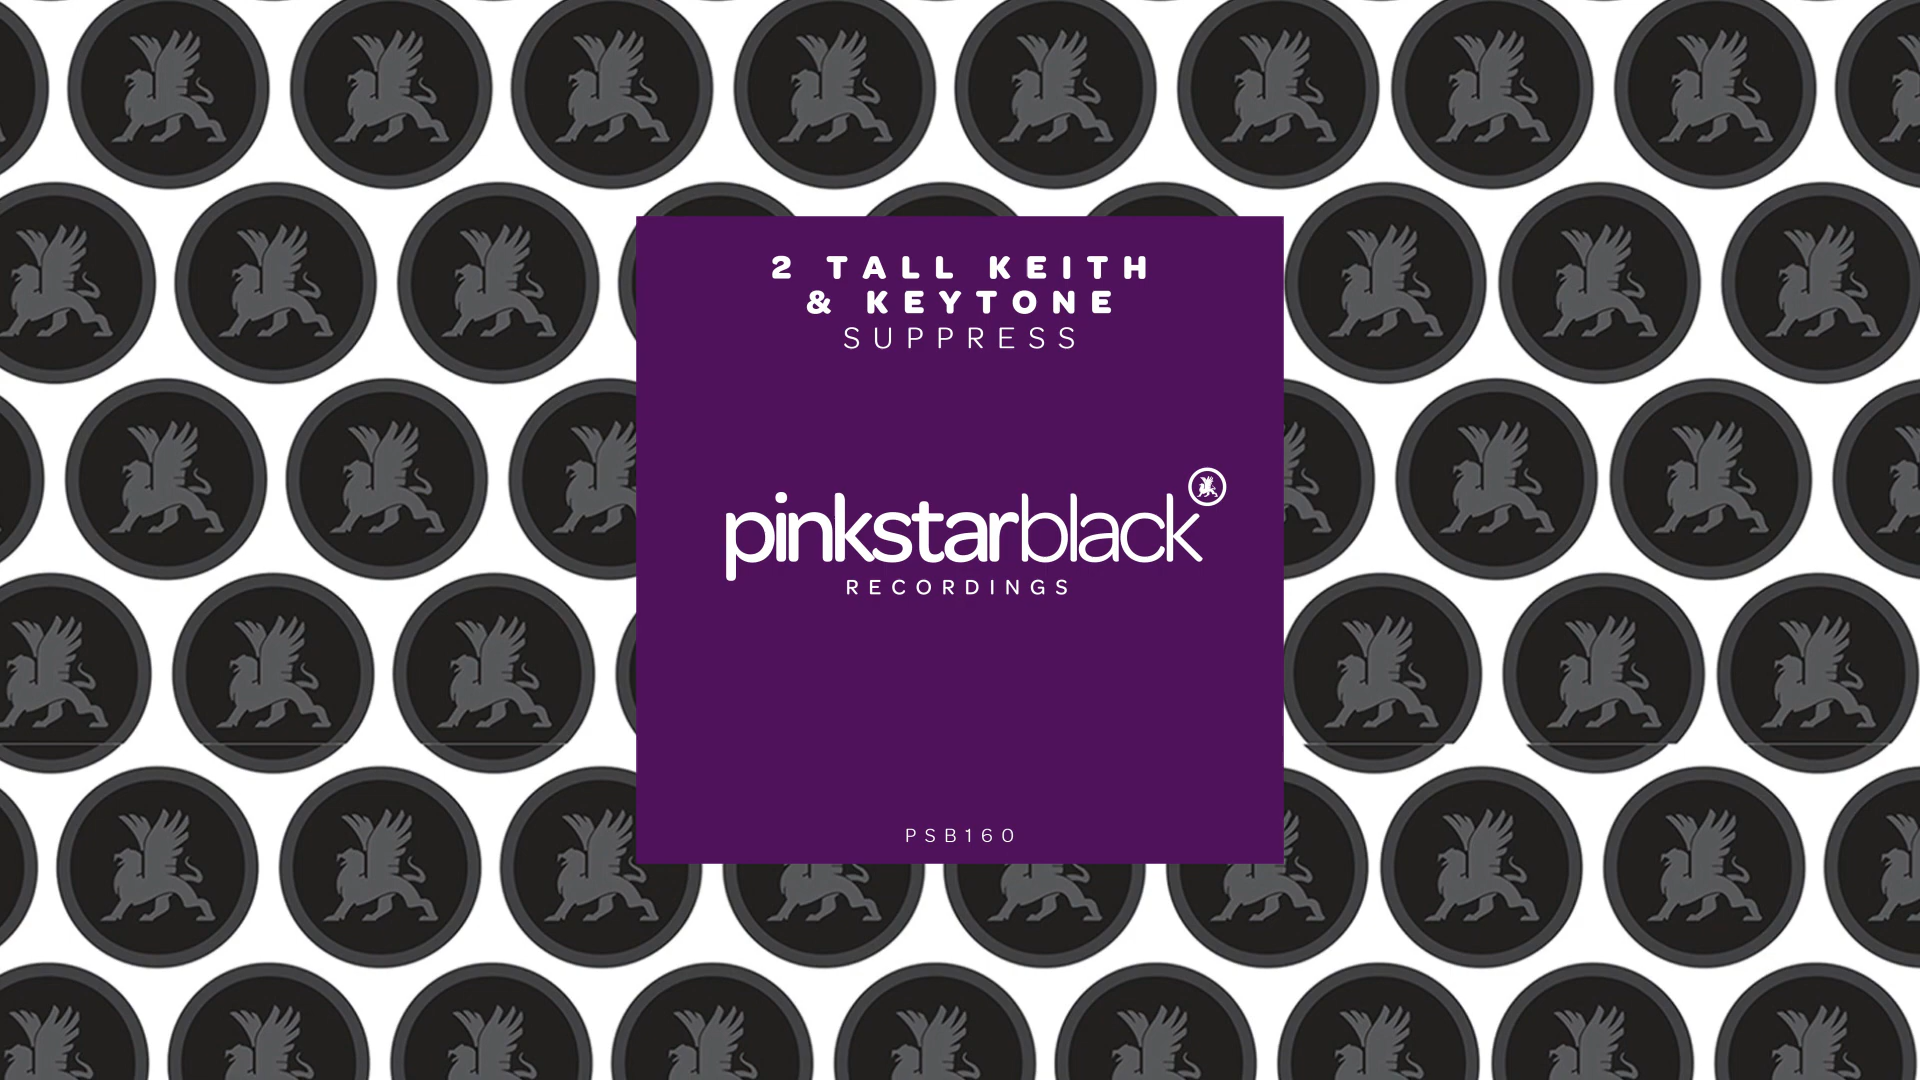 2 TALL KEITH
& KEYTONE
SUPPRESS
pinkstarblack
RECORDINGS
PSB160